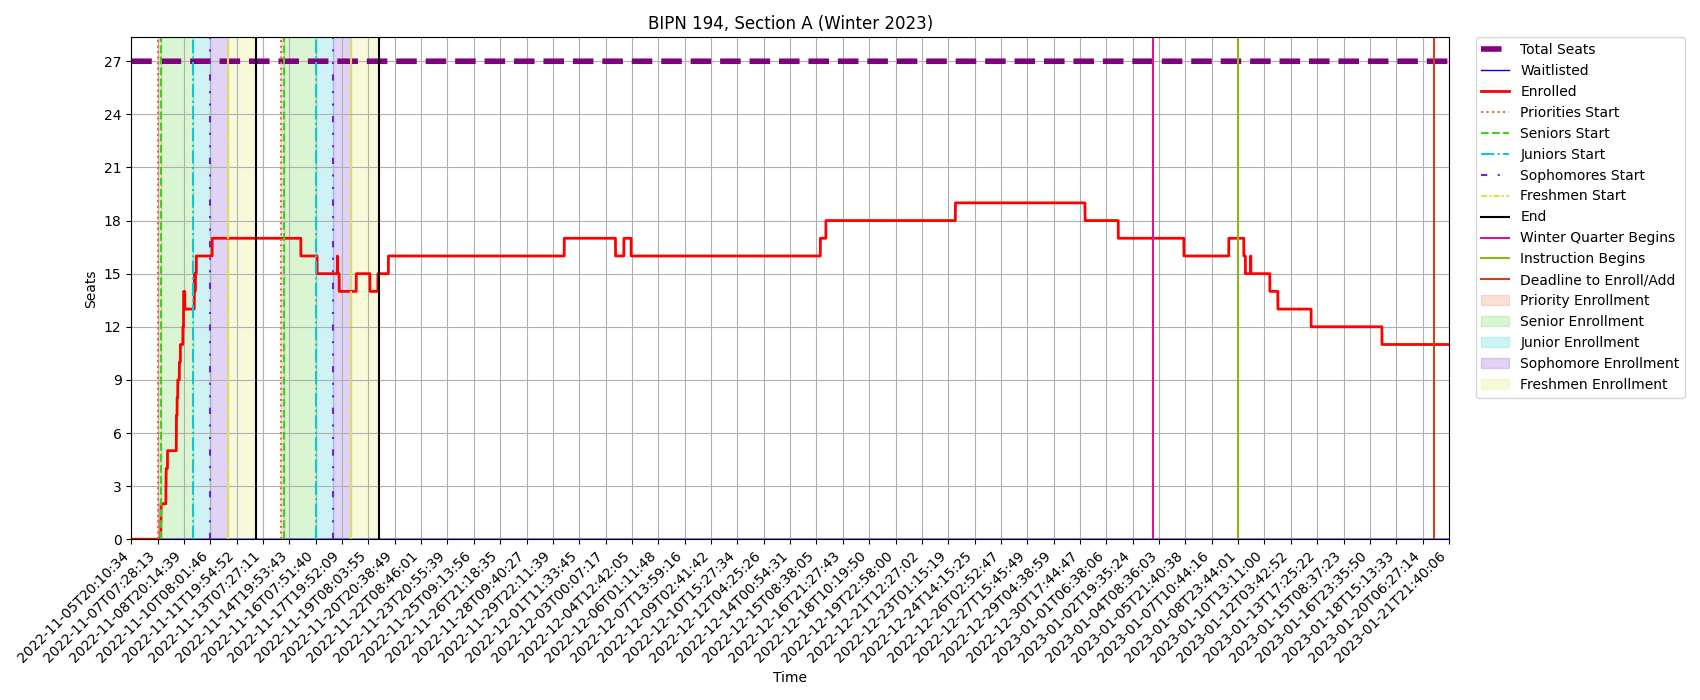 BIPN 194, Section A (Winter 2023)
27
24
21
18
15
12
9
6
3
0
Seats
2022-11-05T20:10:34
2022-11-07T07:28:13
2022-11-08T20:14:39
2022-11-10T08:01:46
2022-11-11T19:54:52
2022-11-13T07:27:11
2022-11-14T19:53:43
2022-11-16T07:51:40
2022-11-17T19:52:09
2022-11-19T08:03:55
2022-11-20T20:38:49
2022-11-22T08:46:01
2022-11-23T20:55:39
2022-11-25T09:13:56
2022-11-26T21:18:35
2022-11-28T09:40:27
2022-11-29T22:11:39
2022-12-01T11:33:45
2022-12-03T00:07:17
2022-12-04T12:42:05
2022-12-06T01:11:48
2022-12-07T13:59:16
2022-12-09T02:41:42
2022-12-10T15:27:34
2022-12-12T04:25:26
2022-12-14T00:54:31
2022-12-15T08:38:05
2022-12-16T21:27:43
2022-12-18T10:19:50
2022-12-19T22:58:00
2022-12-21T12:27:02
2022-12-23T01:15:19
2022-12-24T14:15:25
2022-12-26T02:52:47
2022-12-27T15:45:49
2022-12-29T04:38:59
2022-12-30T17:44:47
2023-01-01T06:38:06
2023-01-02T19:35:24
2023-01-04T08:36:03
2023-01-05T21:40:38
2023-01-07T10:44:16
2023-01-08T23:44:01
2023-01-10T13:11:00
2023-01-12T03:42:52
2023-01-13T17:25:22
2023-01-15T08:37:23
2023-01-16T23:35:50
2023-01-18T15:13:33
2023-01-20T06:27:14
2023-01-21T21:40:06
Time
Total Seats
Waitlisted
Enrolled
Priorities Start
Seniors Start
Juniors Start
Sophomores Start
Freshmen Start
End
Winter Quarter Begins
Instruction Begins
Deadline to Enroll/Add
Priority Enrollment
Senior Enrollment
Junior Enrollment
Sophomore Enrollment
Freshmen Enrollment